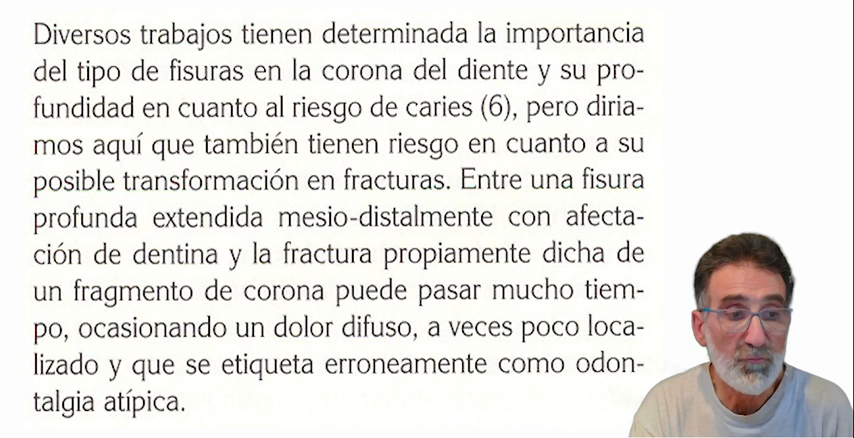 Diversos trabajos tienen determinada la importancia
del tipo de fisuras en la corona del diente y su pro-
fundidad en cuanto al riesgo de caries (6), pero diria-
mos aquí que también tienen riesgo en cuanto a su
posible transformación en fracturas. Entre una fisura
profunda extendida mesio-distalmente con afecta-
ción de dentina y la fractura propiamente dicha de
un fragmento de corona puede pasar mucho tiem-
po, ocasionando un dolor difuso, a veces poco loca-
lizado y que se etiqueta erroneamente como odon-
talgia atípica.